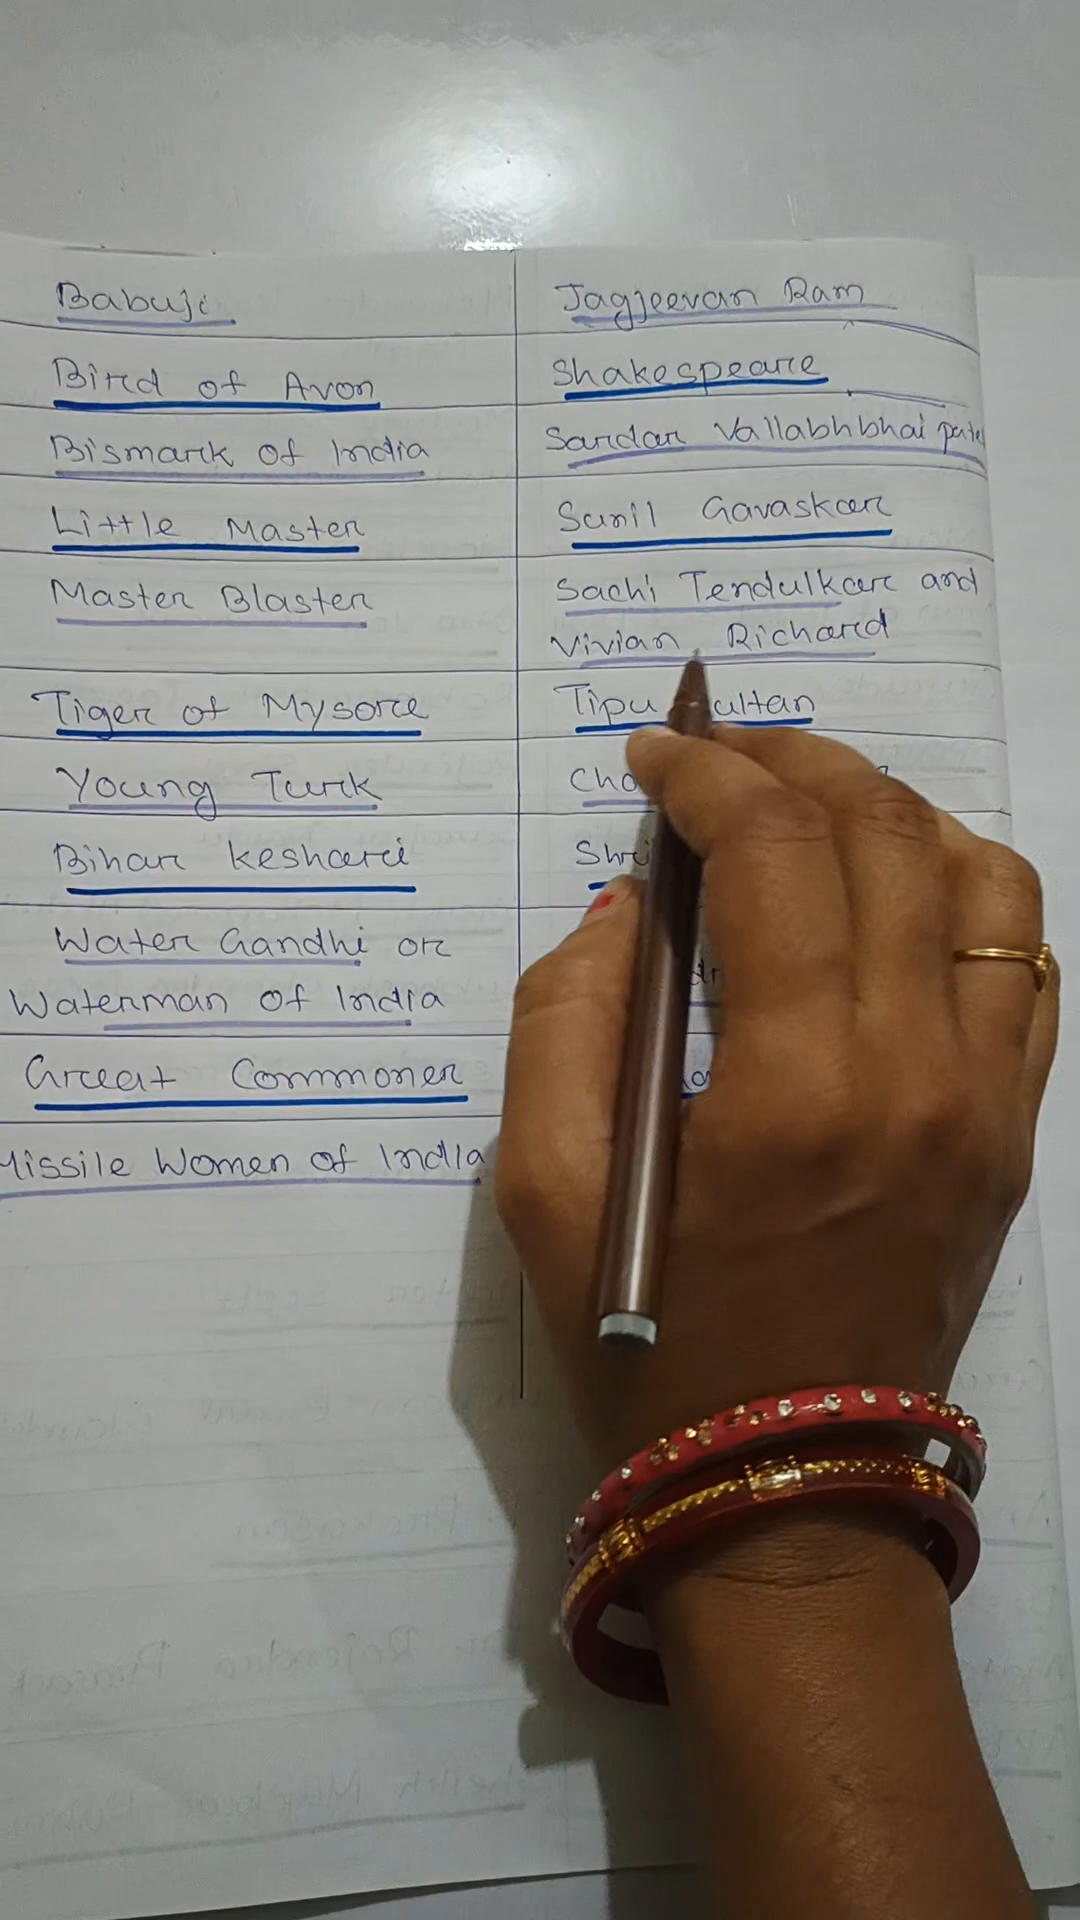 Babuji
Jagjeevan Ram
Bird of Avon
Shakespeare
Bismark of India
Sardar Vallabhbhai
Little Master
Sunil Gavaskar
Master Blaster
Sachi Tendulkar and
Vivian Richard
Tiger of Mysore
Tipu
Young Turk
Bihar Keshari
Water Gandhi or
Waterman of India
Great Commoner
Missile Women of India